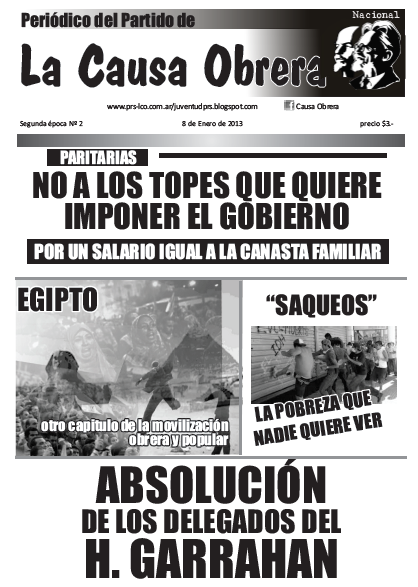 Periódico del Partido de
Nacional
La Causa Obrera
www.prs-lco.com.ar/juventudprs.blogspot.com
Causa Obrera
Segunda época Nº 2
8 de Enero de 2013
precio $3.-
PARITARIAS
NO A LOS TOPES QUE QUIERE
IMPONER EL GOBIERNO
POR UN SALARIO IGUAL A LA CANASTA FAMILIAR
EGIPTO
otro capitulo de la movilización
obrera y popular
“SAQUEOS”
LA POBREZA QUE
NADIE QUIERE VER
ABSOLUCIÓN
DE LOS DELEGADOS DEL
H. GARRAHAN